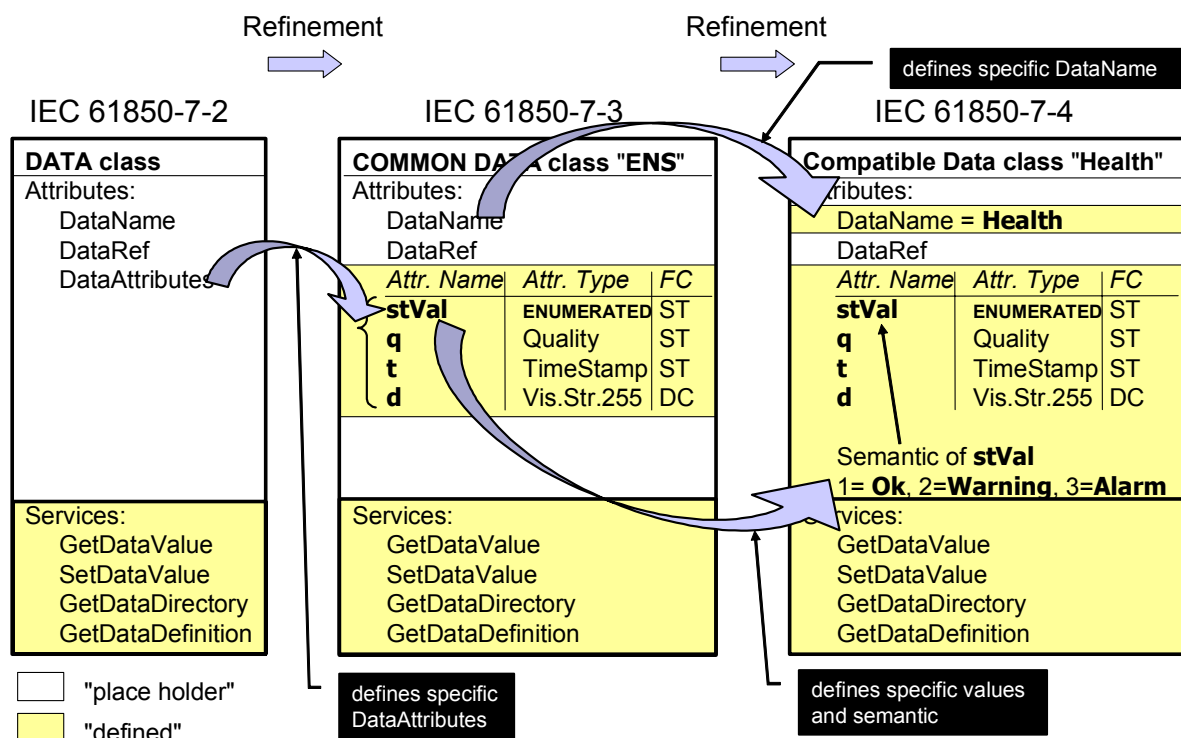 Refinement
Refinement
defines specific DataName
IEC 61850-7-2
IEC 61850-7-3
IEC 61850-7-4
DATA class
Attributes:
DataName
DataRef
DataAttributes
Services:
GetDataValue
SetDataValue
GetDataDirectory
GetDataDefinition
COMMON DATA class "ENS"
Attributes:
DataName
DataRef
Attr. Name Attr. Type FC
stVal ENUMERATED ST
q Quality ST
t TimeStamp ST
d Vis.Str.255 DC
Services:
GetDataValue
SetDataValue
GetDataDirectory
GetDataDefinition
Compatible Data class "Health"
Attributes:
DataName = Health
DataRef
Attr. Name Attr. Type FC
stVal ENUMERATED ST
q Quality ST
t TimeStamp ST
d Vis.Str.255 DC
Semantic of stVal
1= Ok, 2=Warning, 3=Alarm
Services:
GetDataValue
SetDataValue
GetDataDirectory
GetDataDefinition
"place holder"
"defined"
defines specific
DataAttributes
defines specific values
and semantic